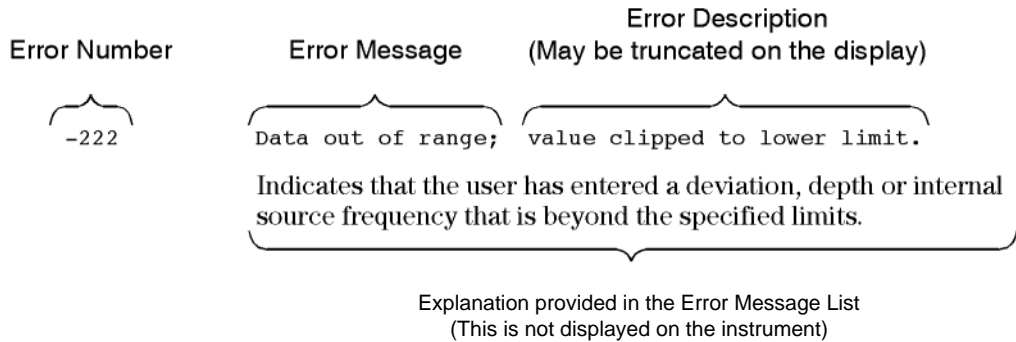 Error Description
Error Number Error Message (May be truncated on the display)
-222 Data out of range; value clipped to lower limit.
Indicates that the user has entered a deviation, depth or internal
source frequency that is beyond the specified limits.
Explanation provided in the Error Message List
(This is not displayed on the instrument)